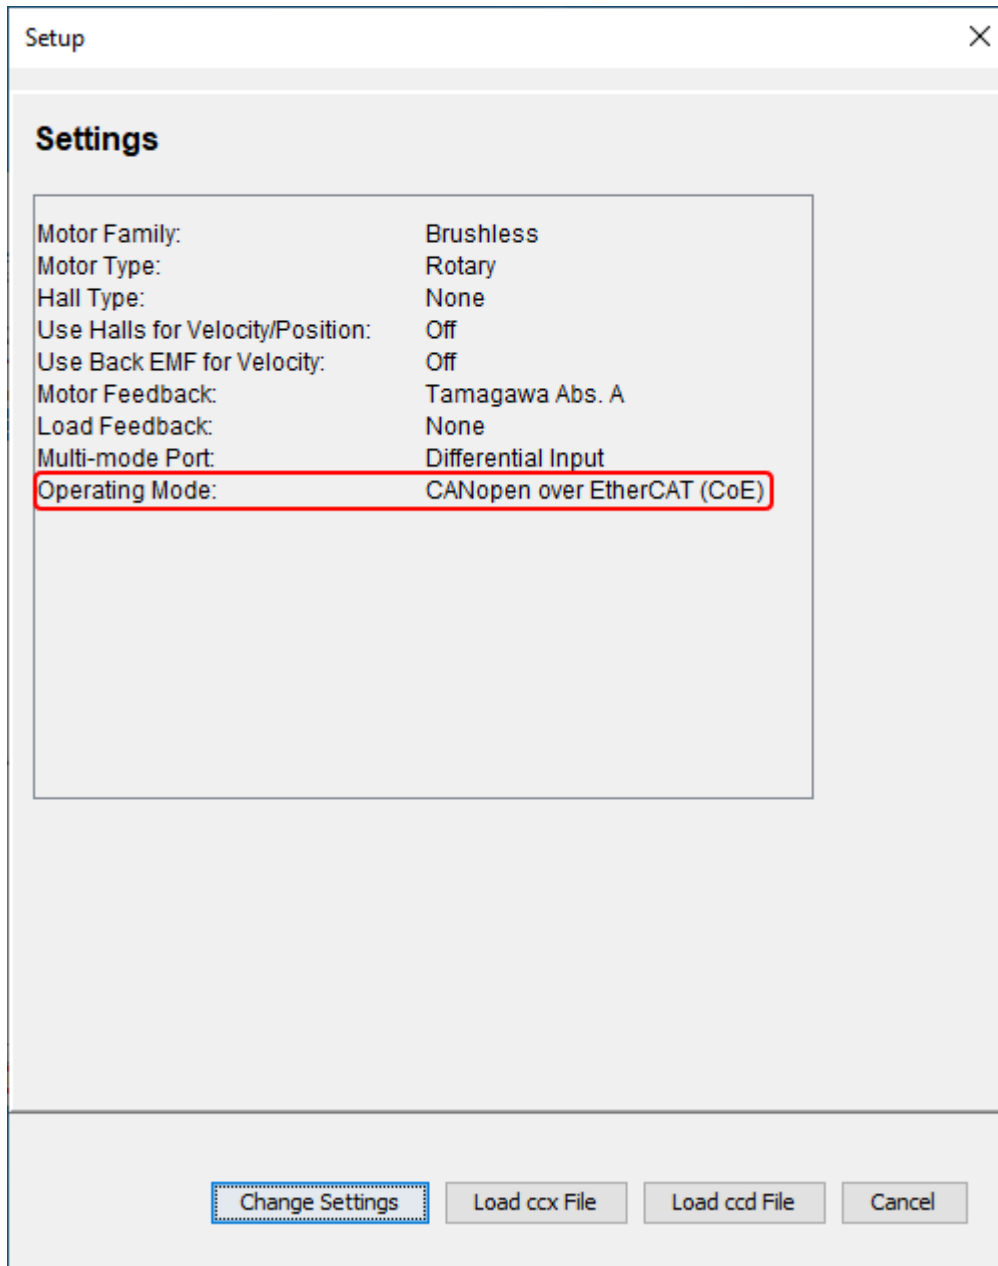 Setup
Settings
Motor Family: Brushless
Motor Type: Rotary
Hall Type: None
Use Halls for Velocity/Position: Off
Use Back EMF for Velocity: Off
Motor Feedback: Tamagawa Abs. A
Load Feedback: None
Multi-mode Port: Differential Input
Operating Mode: CANopen over EtherCAT (CoE)
Change Settings Load ccx File Load ccd File Cancel